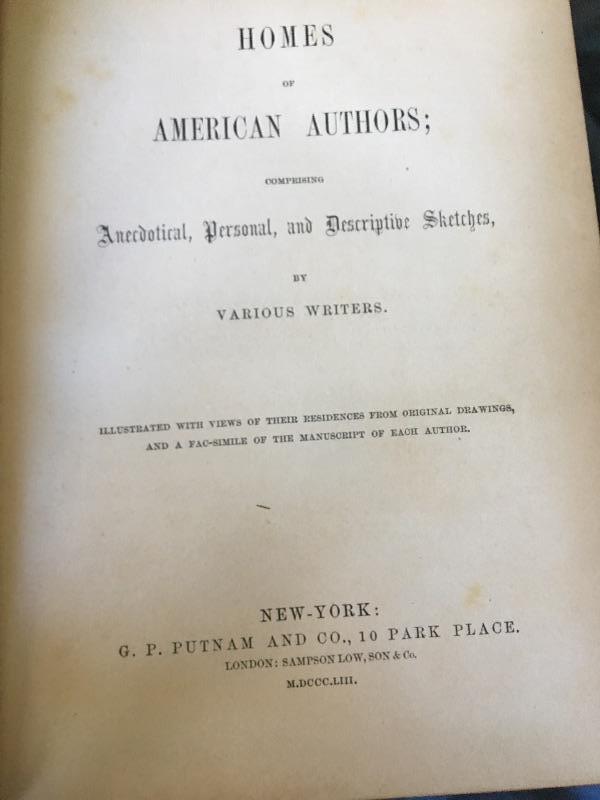 HOMES
OF
AMERICAN AUTHORS;
COMPRISING
Anecdotical, Personal, and Descriptive Sketches,
BY
VARIOUS WRITERS.
ILLUSTRATED WITH VIEWS OF THEIR RESIDENCES FROM ORIGINAL DRAWINGS,
AND A FAC-SIMILE OF THE MANUSCRIPT OF EACH AUTHOR.
NEW-YORK:
G. P. PUTNAM AND CO., 10 PARK PLACE.
LONDON: SAMPSON LOW, SON & Co.
M.DCCC.LIII.